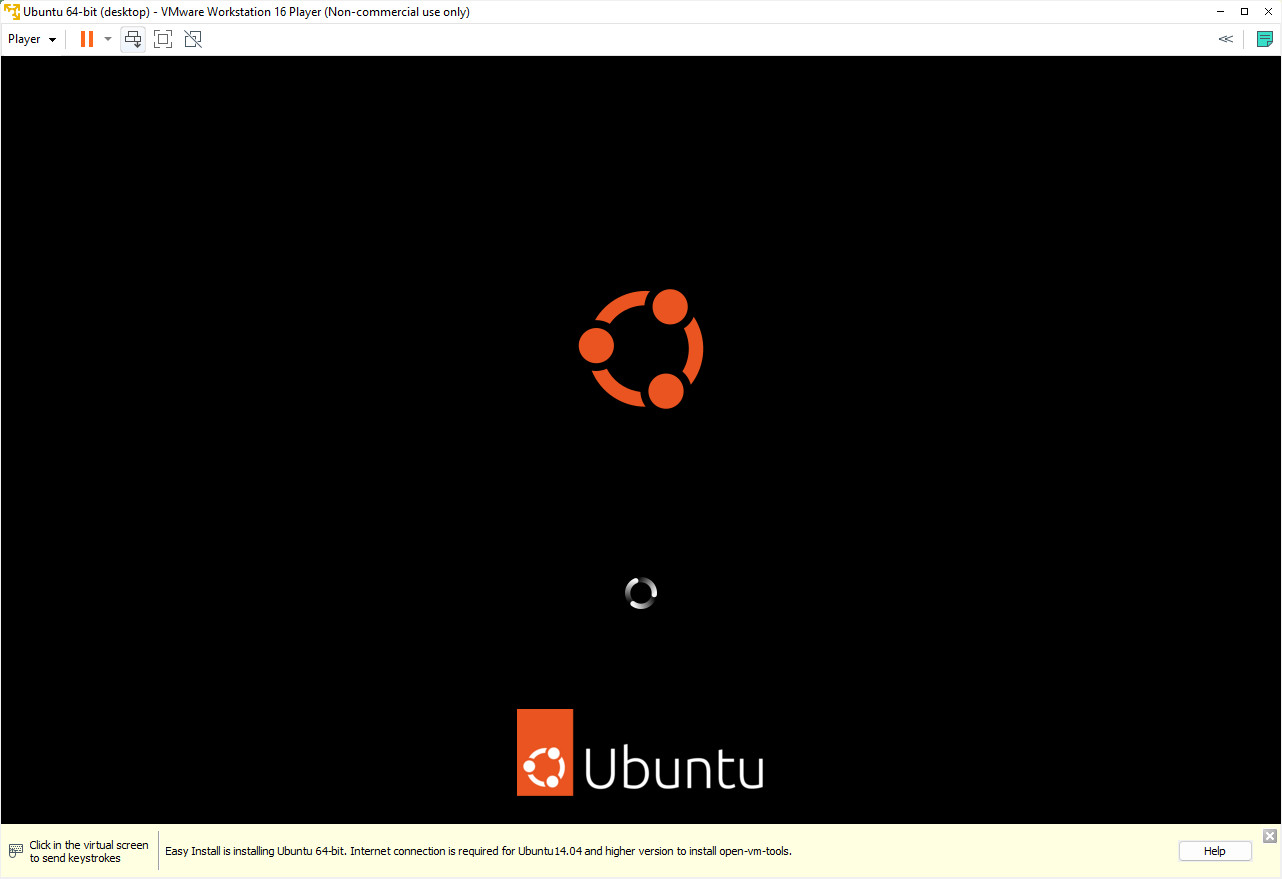 Ubuntu 64-bit (desktop) - VMware Workstation 16 Player (Non-commercial use only)
Player
Ubuntu
Click in the virtual screen
to send keystrokes
Easy Install is installing Ubuntu 64-bit. Internet connection is required for Ubuntu14.04 and higher version to install open-vm-tools.
Help